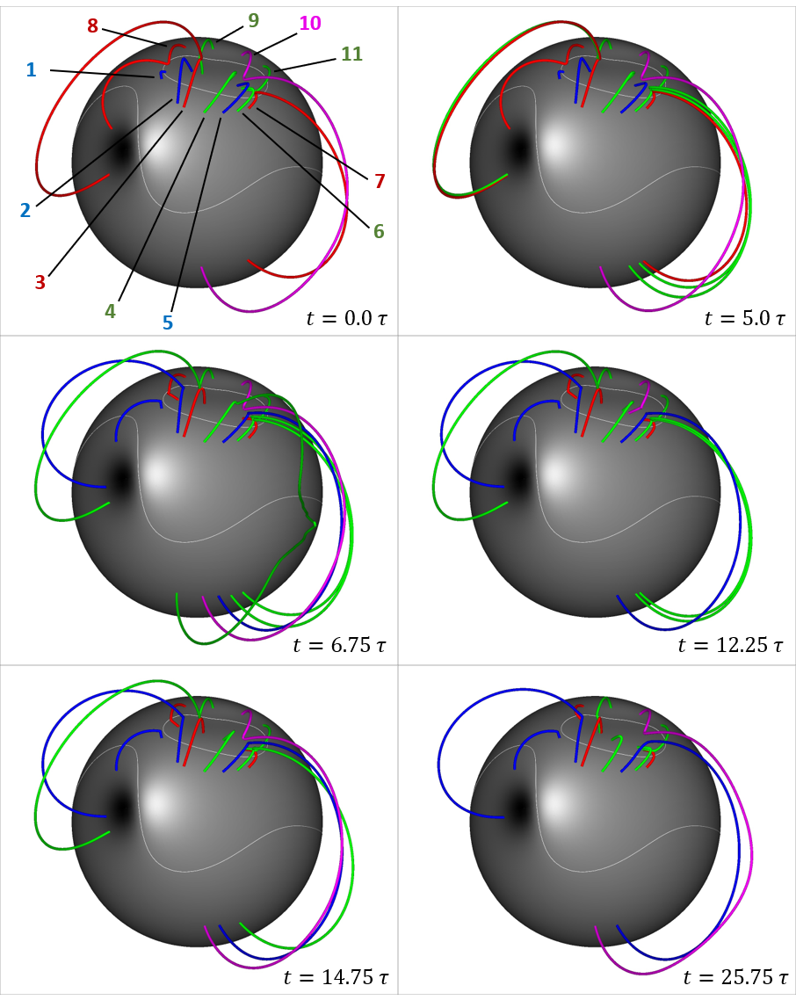 8
9
10
1
11
2
7
3
6
4
5
t = 0.0 τ
t = 5.0 τ
t = 6.75 τ
t = 12.25 τ
t = 14.75 τ
t = 25.75 τ